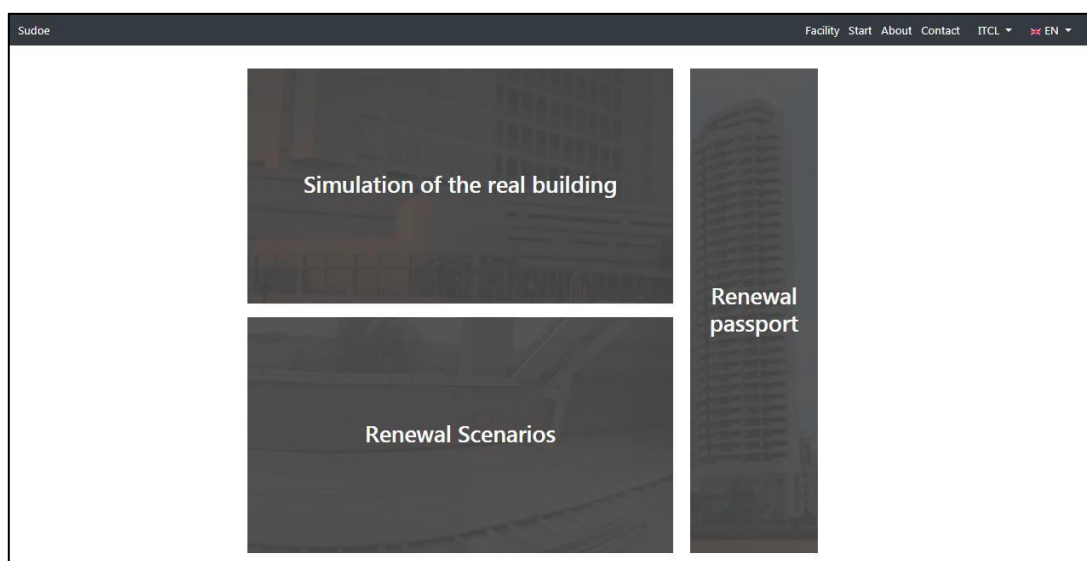 Sudoe Facility Start About Contact ITCL EN
Simulation of the real building
Renewal
passport
Renewal Scenarios